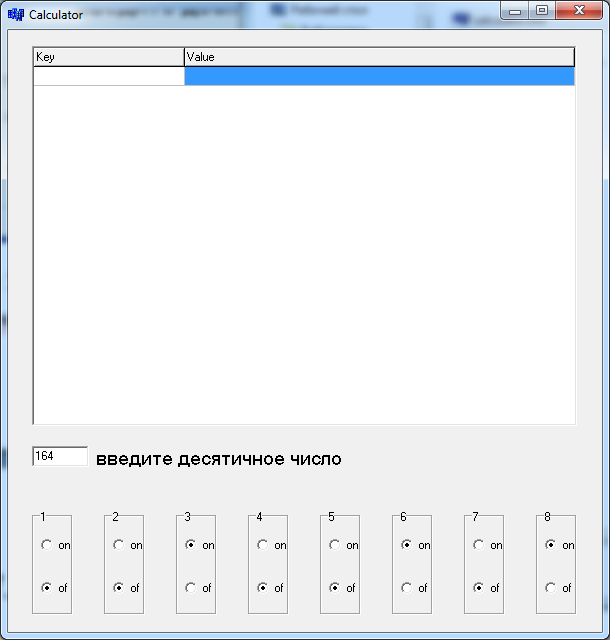 Calculator
Key Value
164 введите десятичное число
1 2 3 4 5 6 7 8
on on on on on on on on
of of of of of of of of